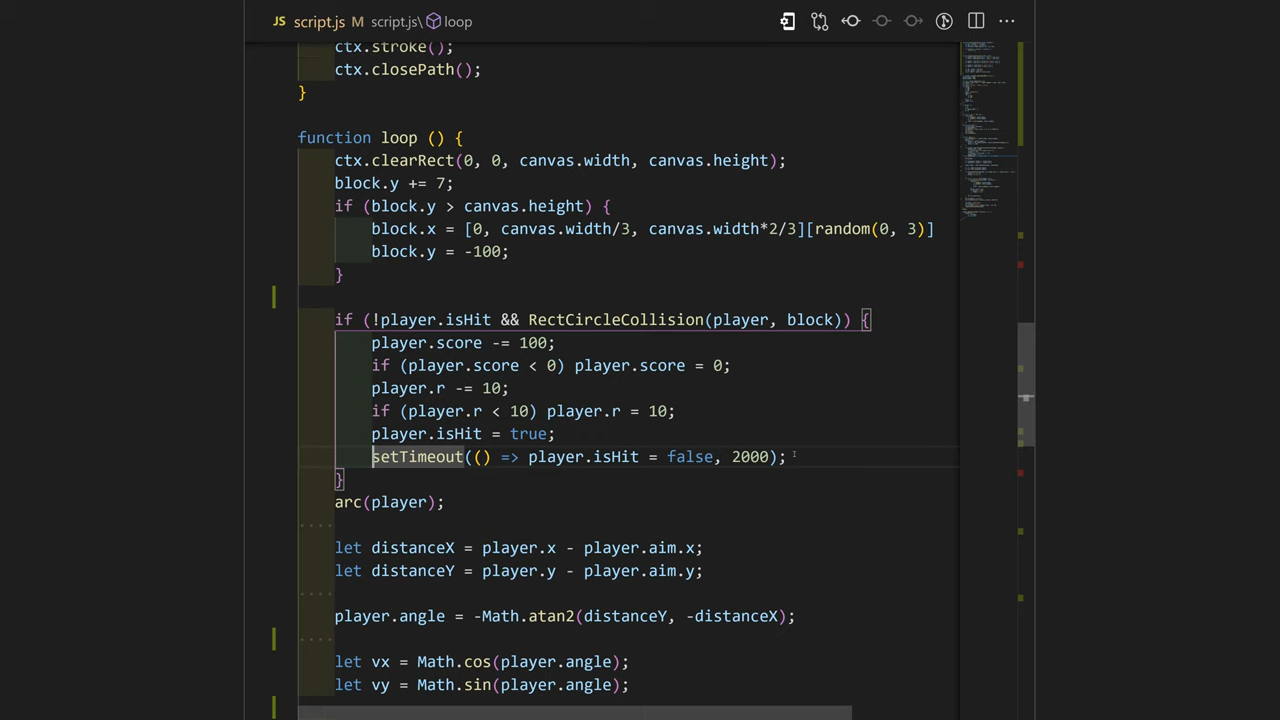 JS script.js M script.js\ loop
ctx.stroke();
ctx.closePath();
}
function loop () {
ctx.clearRect(0, 0, canvas.width, canvas.height);
block.y += 7;
if (block.y > canvas.height) {
block.x = [0, canvas.width/3, canvas.width*2/3][random(0, 3)]
block.y = -100;
}
if (!player.isHit && RectCircleCollision(player, block)) {
player.score -= 100;
if (player.score < 0) player.score = 0;
player.r -= 10;
if (player.r < 10) player.r = 10;
player.isHit = true;
setTimeout(() => player.isHit = false, 2000);
}
arc(player);
let distanceX = player.x - player.aim.x;
let distanceY = player.y - player.aim.y;
player.angle = -Math.atan2(distanceY, -distanceX);
let vx = Math.cos(player.angle);
let vy = Math.sin(player.angle);